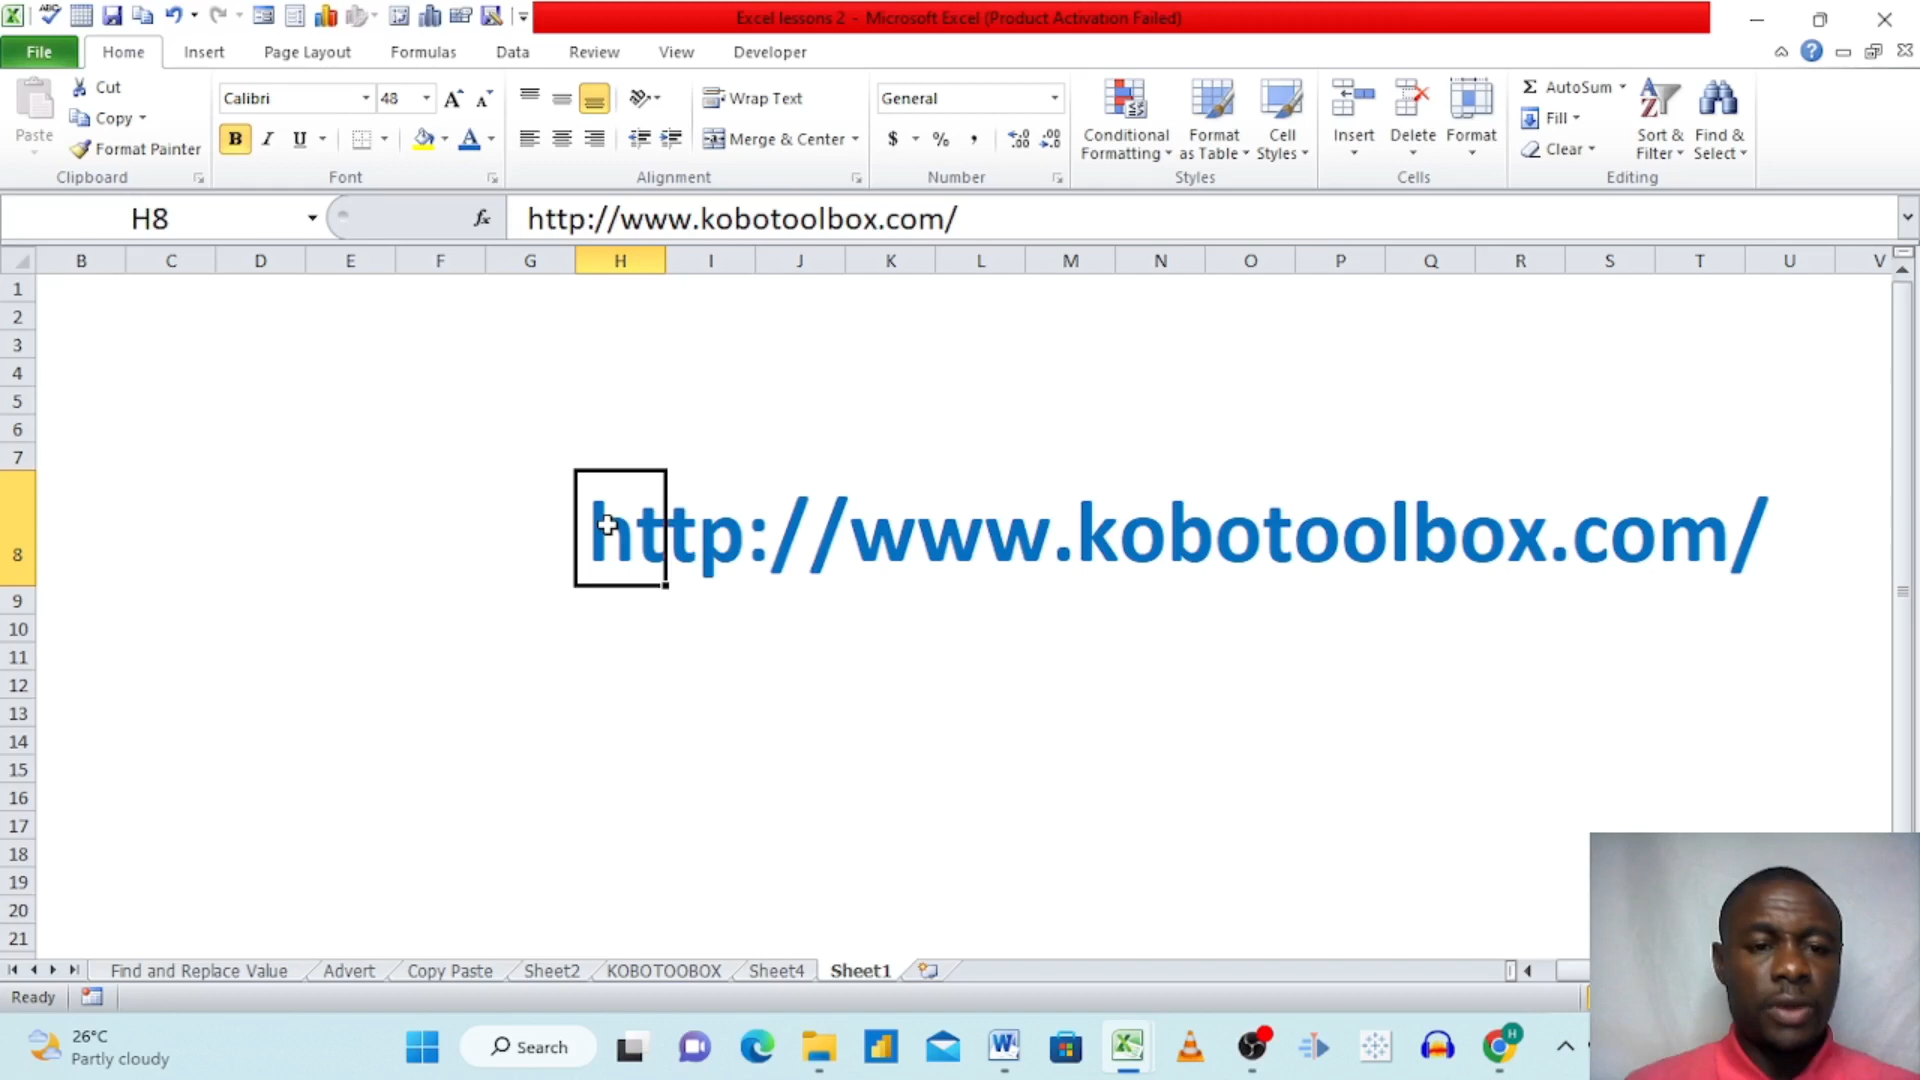 Excel lessons 2 - Microsoft Excel (Product Activation Failed)
File Home Insert Page Layout Formulas Data Review View Developer
Paste
Cut
Copy
Format Painter
Clipboard
Calibri 48
B I U
Font
Wrap Text
Merge & Center
Alignment
General
$ % ,
Number
Conditional Formatting
Format as Table
Cell Styles
Styles
Insert Delete Format
Cells
Σ AutoSum
Fill
Clear
Sort & Filter
Find & Select
Editing
H8 fx http://www.kobotoolbox.com/
B C D E F G H I J K L M N O P Q R S T U V
1
2
3
4
5
6
7
8 http://www.kobotoolbox.com/
9
10
11
12
13
14
15
16
17
18
19
20
21
Find and Replace Value Advert Copy Paste Sheet2 KOBOTOOBOX Sheet4 Sheet1
Ready
26°C
Partly cloudy
Search